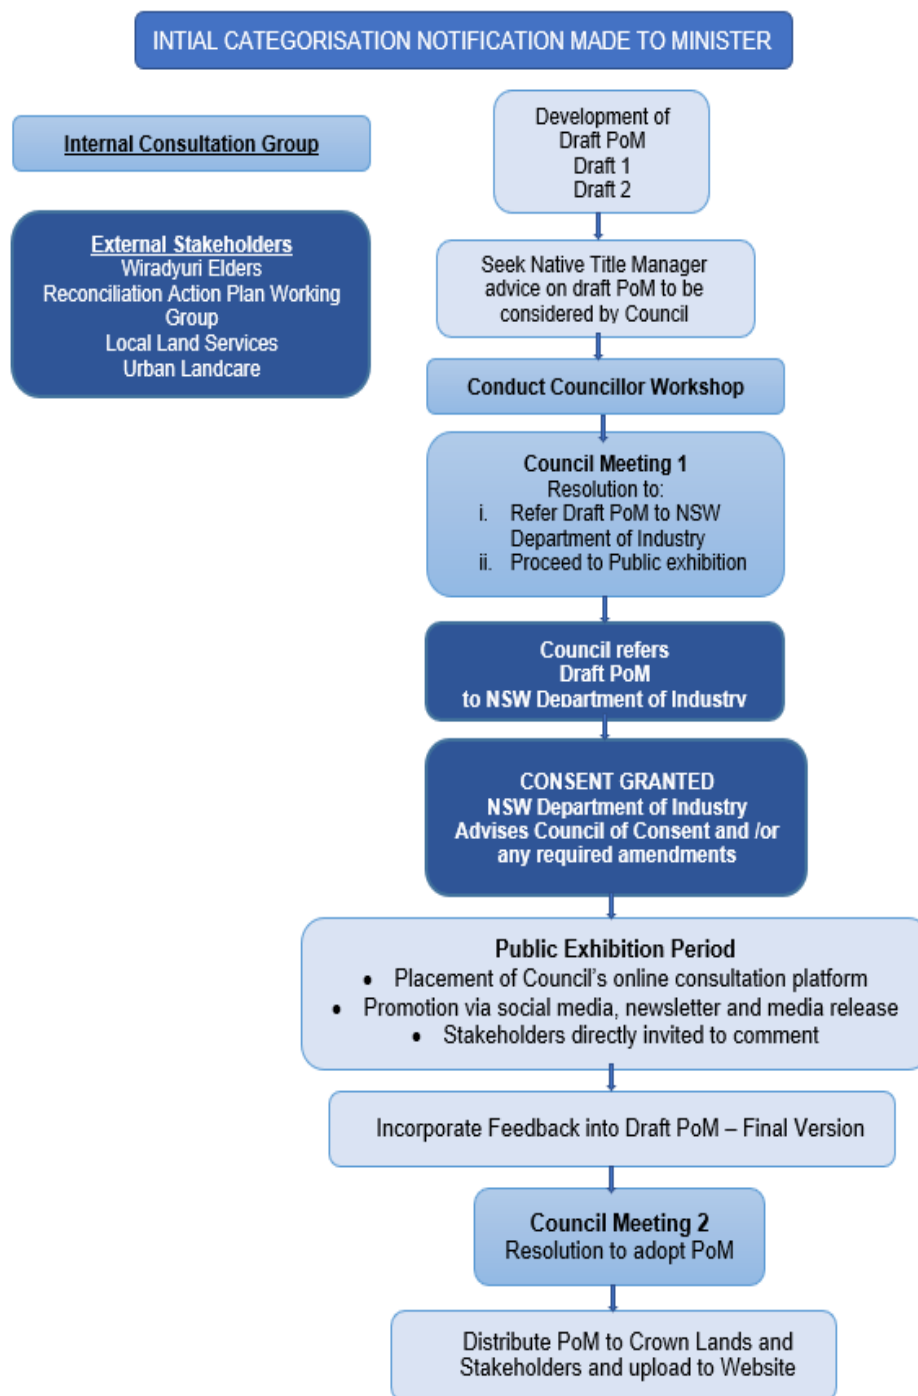 INTIAL CATEGORISATION NOTIFICATION MADE TO MINISTER
Internal Consultation Group
External Stakeholders
Wiradyuri Elders
Reconciliation Action Plan Working
Group
Local Land Services
Urban Landcare
Development of
Draft PoM
Draft 1
Draft 2
Seek Native Title Manager
advice on draft PoM to be
considered by Council
Conduct Councillor Workshop
Council Meeting 1
Resolution to:
i. Refer Draft PoM to NSW
Department of Industry
ii. Proceed to Public exhibition
Council refers
Draft PoM
to NSW Department of Industry
CONSENT GRANTED
NSW Department of Industry
Advises Council of Consent and /or
any required amendments
Public Exhibition Period
• Placement of Council's online consultation platform
• Promotion via social media, newsletter and media release
• Stakeholders directly invited to comment
Incorporate Feedback into Draft PoM – Final Version
Council Meeting 2
Resolution to adopt PoM
Distribute PoM to Crown Lands and
Stakeholders and upload to Website